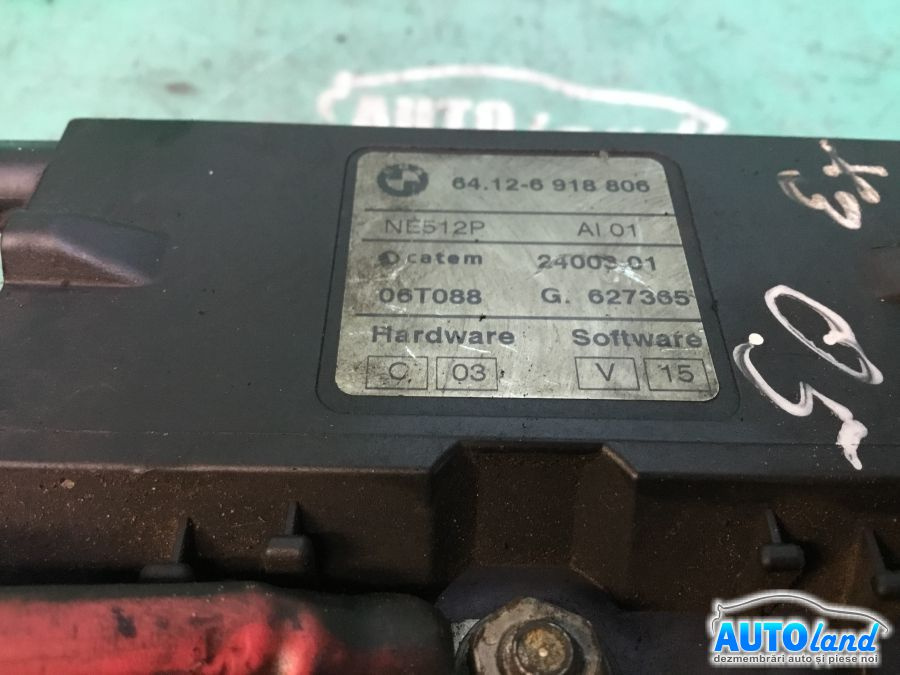 AUTO
64.12-6 918 806
NE512P AI 01
catem 24003 01
06T088 G. 627365
Hardware Software
C 03 V 15
X3
AUTOland
dezmembrări auto și piese noi